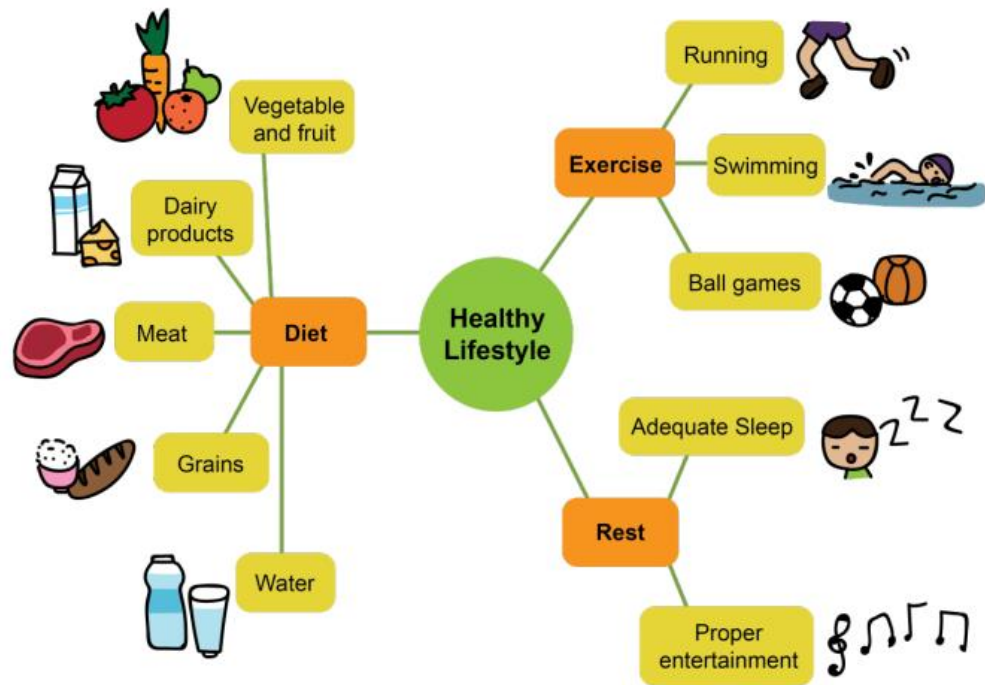 Healthy
Lifestyle
Diet
Vegetable
and fruit
Dairy
products
Meat
Grains
Water
Exercise
Running
Swimming
Ball games
Rest
Adequate Sleep
z z z
Proper
entertainment